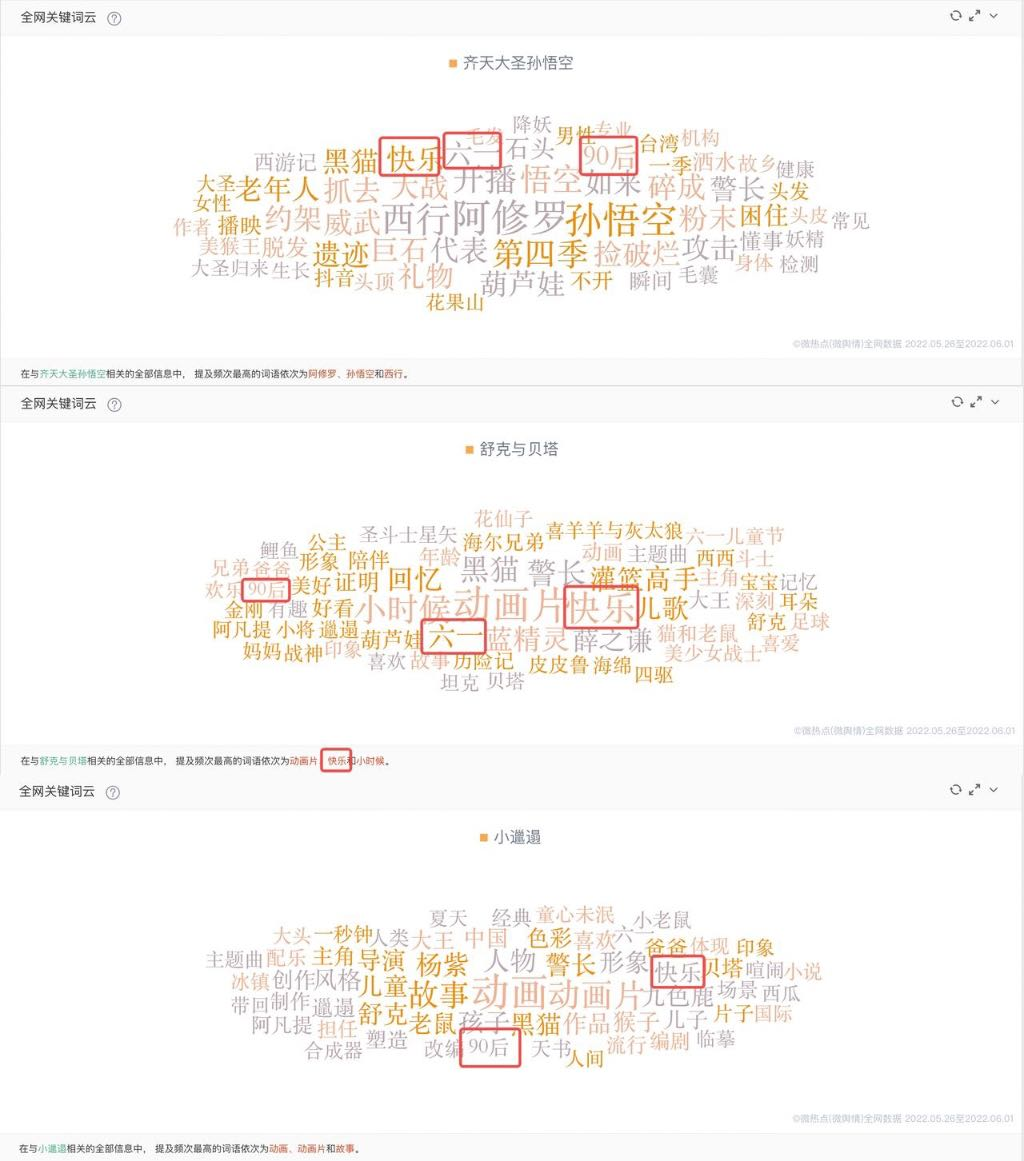 全网关键词云 ?
齐天大圣孙悟空
降妖
毛发 男性 专业
六一 石头 90后 台湾 机构
西游记 黑猫 快乐 一季 洒水 故乡 健康
开播 悟空 如来
大圣 老年人 抓去 大战 碎成 警长 头发
女性
作者 播映 约架 威武 西行 阿修罗 孙悟空 粉末 困住 头皮 常见
美猴王 脱发 遗迹 巨石 代表 第四季 捡破烂 攻击 懂事 妖精
大圣归来 生长 身体 检测
抖音 头顶 礼物 葫芦娃 不开 瞬间 毛囊
花果山
©微热点(微舆情)全网数据 2022.05.26至2022.06.01
在与齐天大圣孙悟空相关的全部信息中， 提及频次最高的词语依次为阿修罗、孙悟空和西行。
全网关键词云 ?
舒克与贝塔
花仙子
圣斗士星矢 喜羊羊与灰太狼 六一儿童节
公主 海尔兄弟
鲤鱼 形象 陪伴 年龄 动画 主题曲 西西 斗士
兄弟 爸爸 黑猫 警长
欢乐 90后 美好 证明 回忆 灌篮高手 主角 宝宝 记忆
金刚 有趣 好看 小时候 动画片 快乐 儿歌 大王 深刻 耳朵
阿凡提 小将 邋遢 葫芦娃 六一 蓝精灵 薛之谦 猫和老鼠 舒克 足球
妈妈 战神 印象 美少女战士 喜爱
喜欢 故事 历险记 皮皮鲁 海绵 四驱
坦克 贝塔
©微热点(微舆情)全网数据 2022.05.26至2022.06.01
在与舒克与贝塔相关的全部信息中， 提及频次最高的词语依次为动画片、快乐和小时候。
全网关键词云 ?
小邋遢
夏天 经典 童心未泯 小老鼠
大头 一秒钟 人类 大王 中国 色彩 喜欢 六一 爸爸 体现 印象
主题曲 配乐 主角 导演 杨紫 人物 警长 形象 快乐 贝塔 喧闹 小说
冰镇 创作 风格 儿童 故事 动画 动画片 九色鹿 场景 西瓜
带回 制作 邋遢
阿凡提 担任 舒克 老鼠 孩子 黑猫 作品 猴子 儿子 片子 国际
合成器 塑造 改编 90后 天书 人间 流行 编剧 临摹
©微热点(微舆情)全网数据 2022.05.26至2022.06.01
在与小邋遢相关的全部信息中， 提及频次最高的词语依次为动画、动画片和故事。